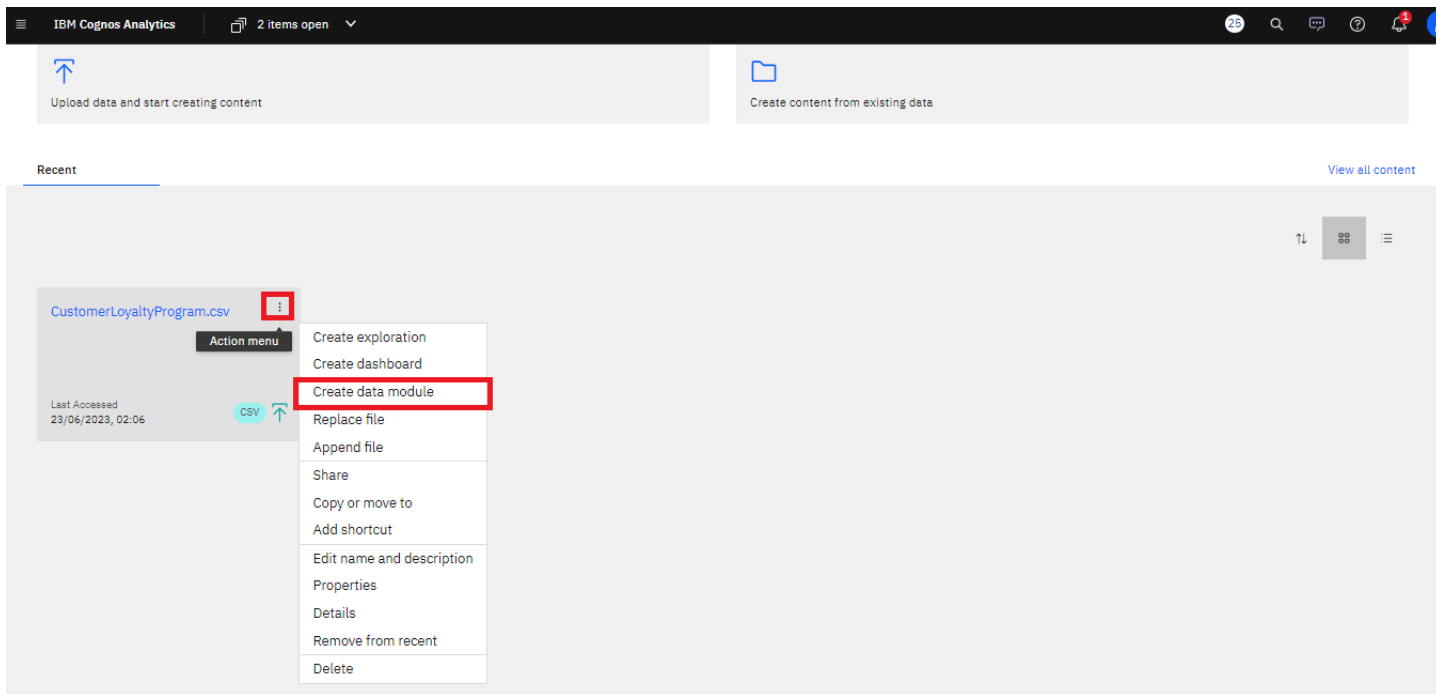 IBM Cognos Analytics
2 items open
25
1
Upload data and start creating content
Create content from existing data
Recent
View all content
CustomerLoyaltyProgram.csv
Action menu
Last Accessed
23/06/2023, 02:06
CSV
Create exploration
Create dashboard
Create data module
Replace file
Append file
Share
Copy or move to
Add shortcut
Edit name and description
Properties
Details
Remove from recent
Delete